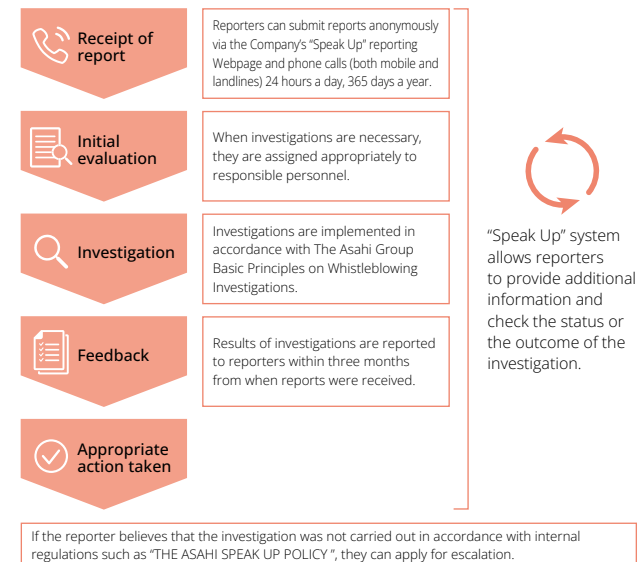 Receipt of
report
Reporters can submit reports anonymously
via the Company's “Speak Up” reporting
Webpage and phone calls (both mobile and
landlines) 24 hours a day, 365 days a year.
Initial
evaluation
When investigations are necessary,
they are assigned appropriately to
responsible personnel.
Investigation
Investigations are implemented in
accordance with The Asahi Group
Basic Principles on Whistleblowing
Investigations.
Feedback
Results of investigations are reported
to reporters within three months
from when reports were received.
Appropriate
action taken
“Speak Up” system
allows reporters
to provide additional
information and
check the status or
the outcome of the
investigation.
If the reporter believes that the investigation was not carried out in accordance with internal
regulations such as “THE ASAHI SPEAK UP POLICY ”, they can apply for escalation.